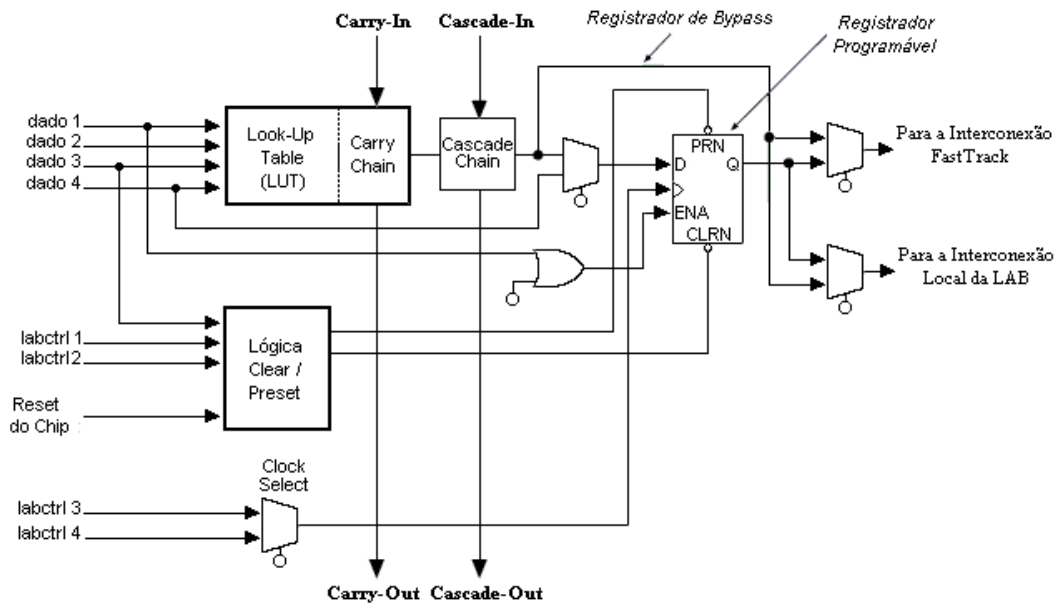 Carry-In
Cascade-In
Registrador de Bypass
Registrador
Programável
dado 1
dado 2
dado 3
dado 4
Look-Up
Table
(LUT)
Carry
Chain
Cascade
Chain
PRN
D
Q
ENA
CLRN
Para a Interconexão
FastTrack
Para a Interconexão
Local da LAB
labctrl 1
labctrl2
Reset
do Chip
Lógica
Clear /
Preset
Clock
Select
labctrl 3
labctrl 4
Carry-Out
Cascade-Out